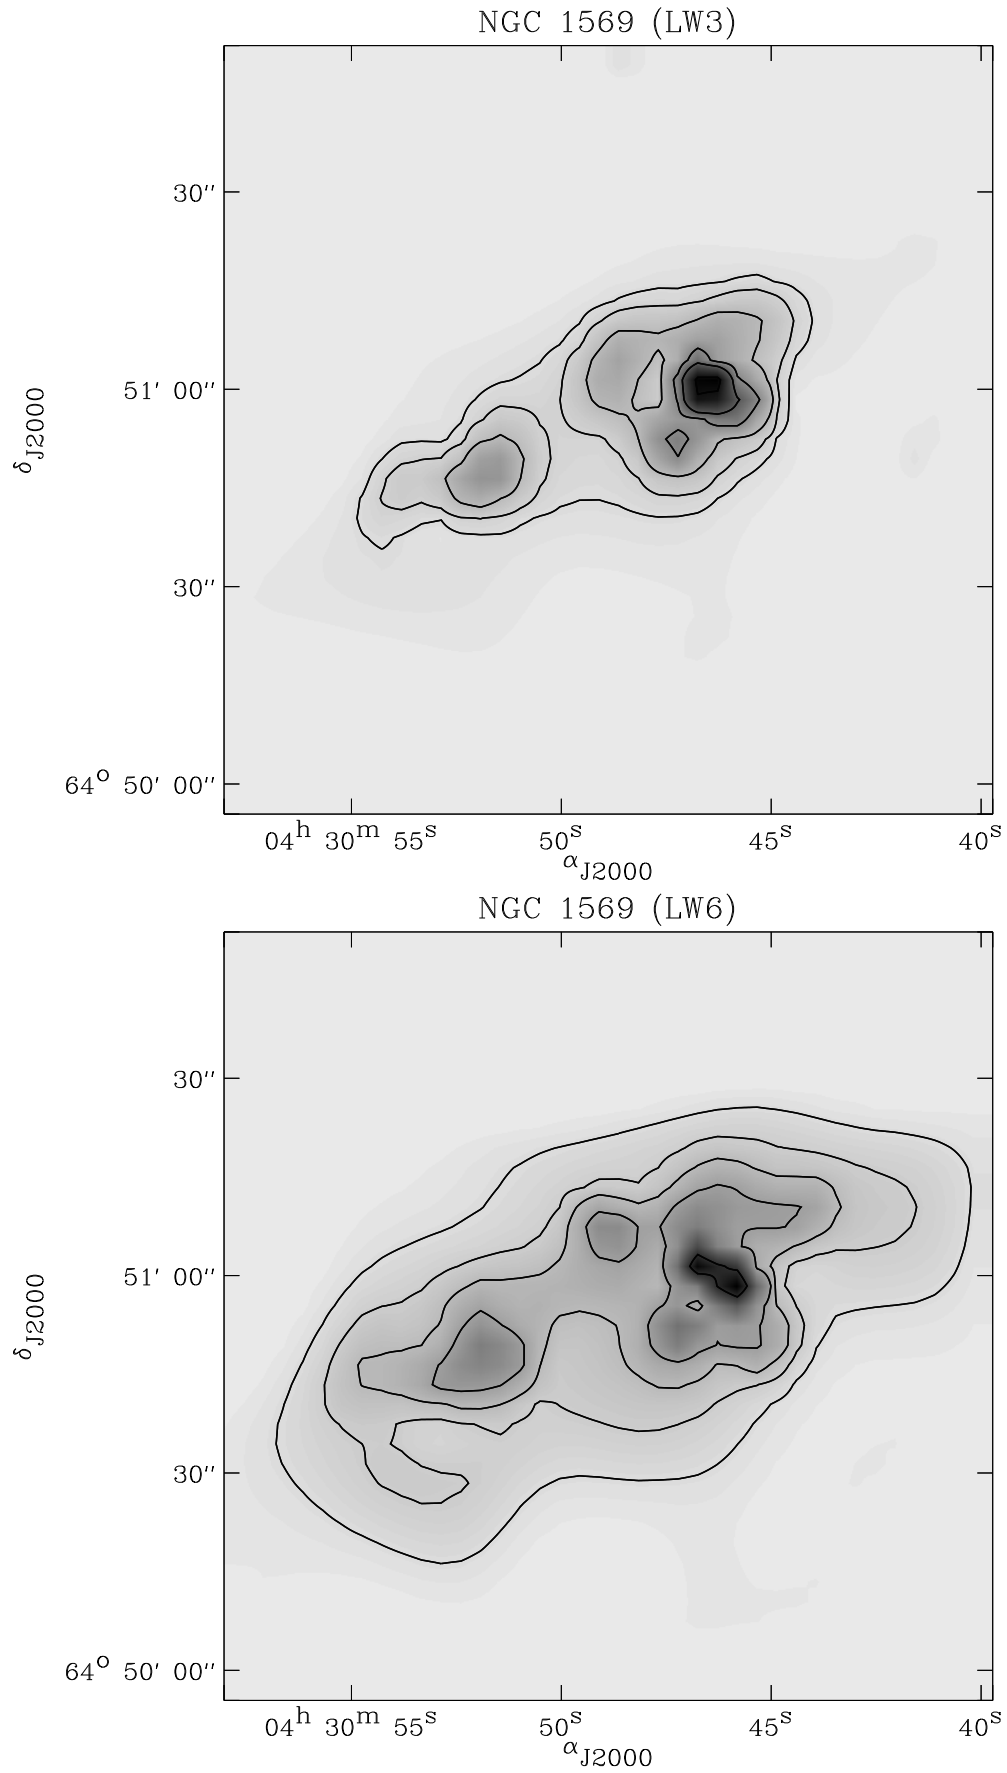 NGC 1569 (LW3)
30″
51′ 00″
δJ2000
30″
64° 50′ 00″
04h 30m 55s 50s 45s 40s
αJ2000
NGC 1569 (LW6)
30″
51′ 00″
δJ2000
30″
64° 50′ 00″
04h 30m 55s 50s 45s 40s
αJ2000